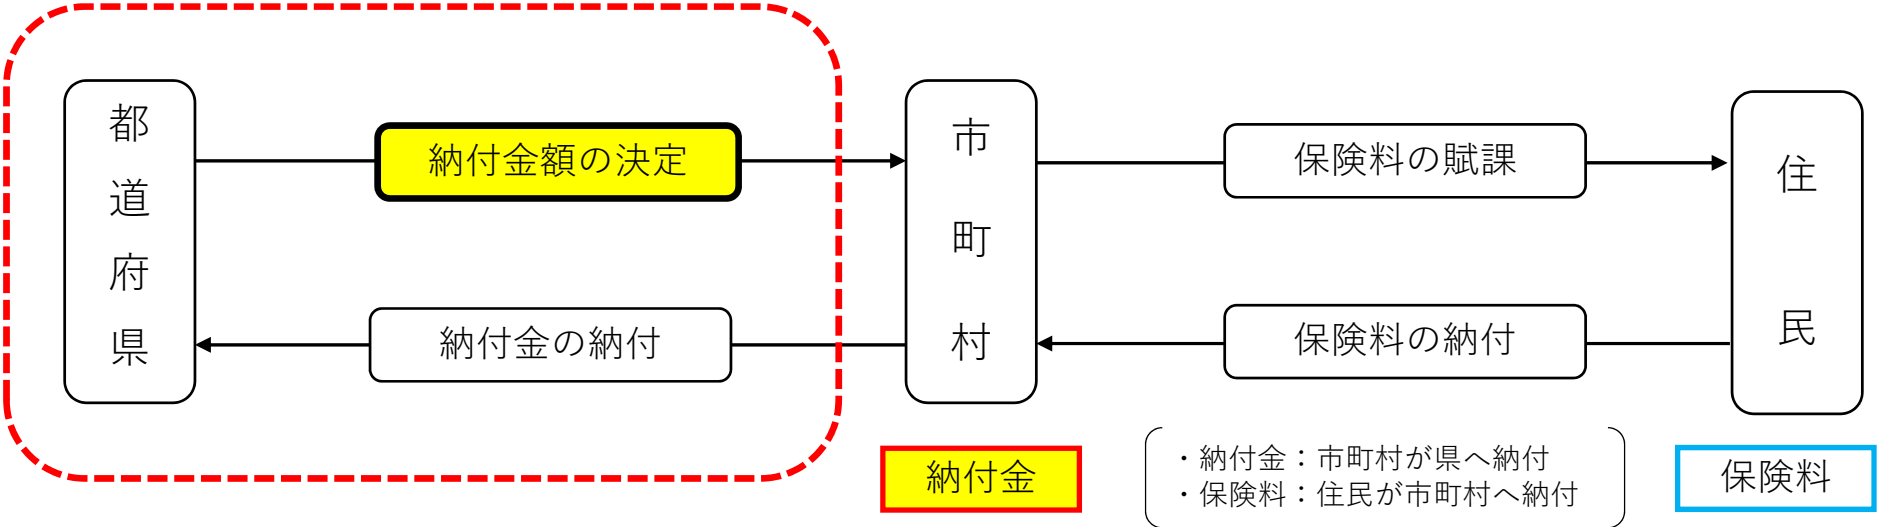 都道府県
納付金額の決定
納付金の納付
市町村
保険料の賦課
保険料の納付
住民
納付金
・納付金：市町村が県へ納付
・保険料：住民が市町村へ納付
保険料